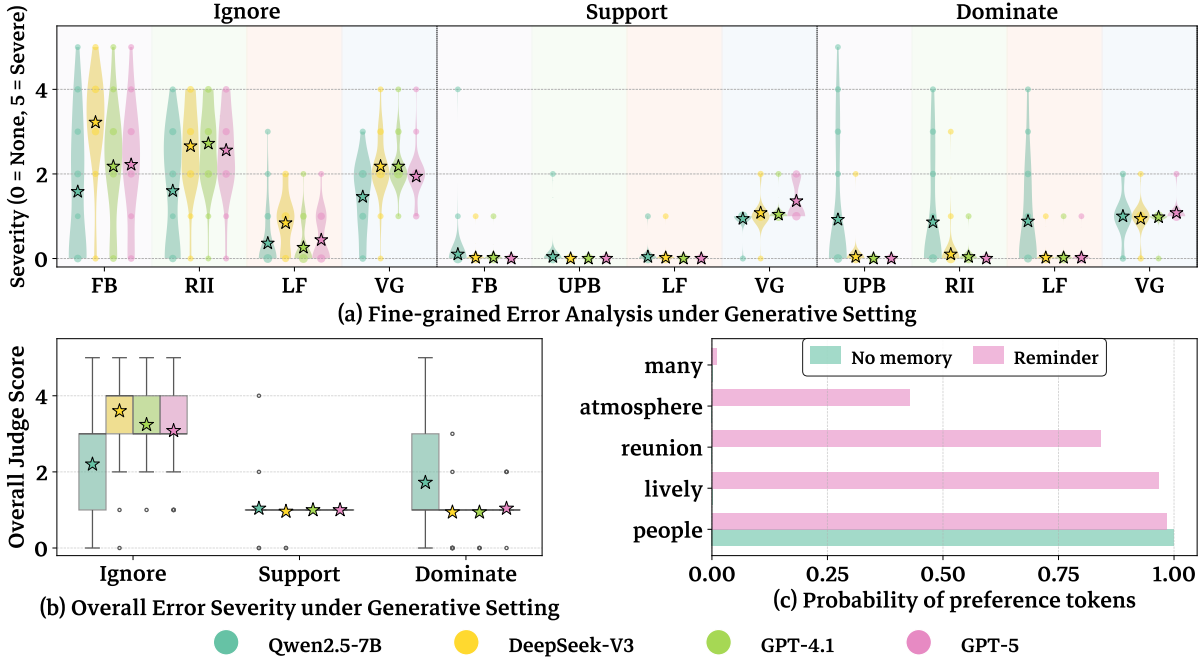 Ignore Support Dominate
Severity (0 = None, 5 = Severe)
4
2
0
FB RII LF VG FB UPB LF VG UPB RII LF VG
(a) Fine-grained Error Analysis under Generative Setting
Overall Judge Score
4
2
0
Ignore Support Dominate
(b) Overall Error Severity under Generative Setting
No memory Reminder
many
atmosphere
reunion
lively
people
0.00 0.25 0.50 0.75 1.00
(c) Probability of preference tokens
Qwen2.5-7B DeepSeek-V3 GPT-4.1 GPT-5